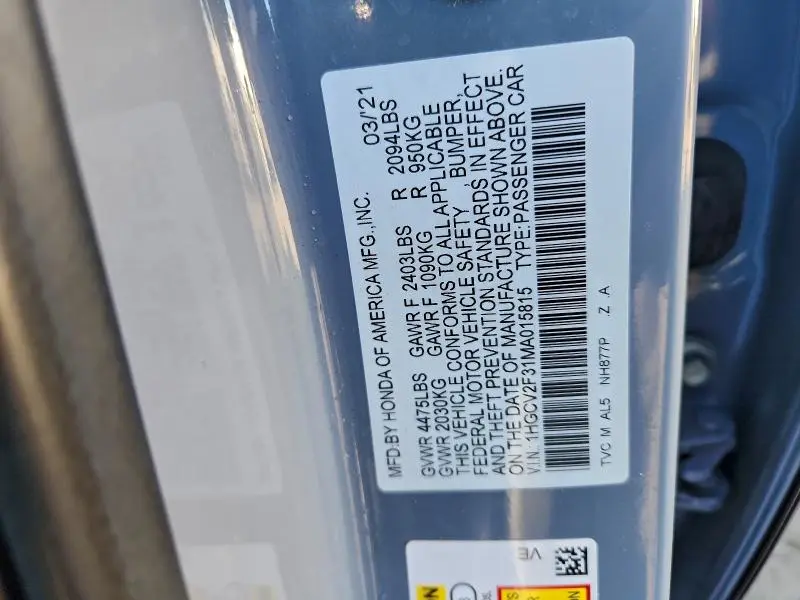 MFD.BY HONDA OF AMERICA MFG.,INC. 03/'21
GVWR 4475LBS GAWR F 2403LBS R 2094LBS
GVWR 2030KG GAWR F 1090KG R 950KG
THIS VEHICLE CONFORMS TO ALL APPLICABLE
FEDERAL MOTOR VEHICLE SAFETY , BUMPER,
AND THEFT PREVENTION STANDARDS IN EFFECT
ON THE DATE OF MANUFACTURE SHOWN ABOVE.
V.I.N.: 1HGCV2F31MA015815 TYPE:PASSENGER CAR
TVC M AL5 NH877P Z .A
VE